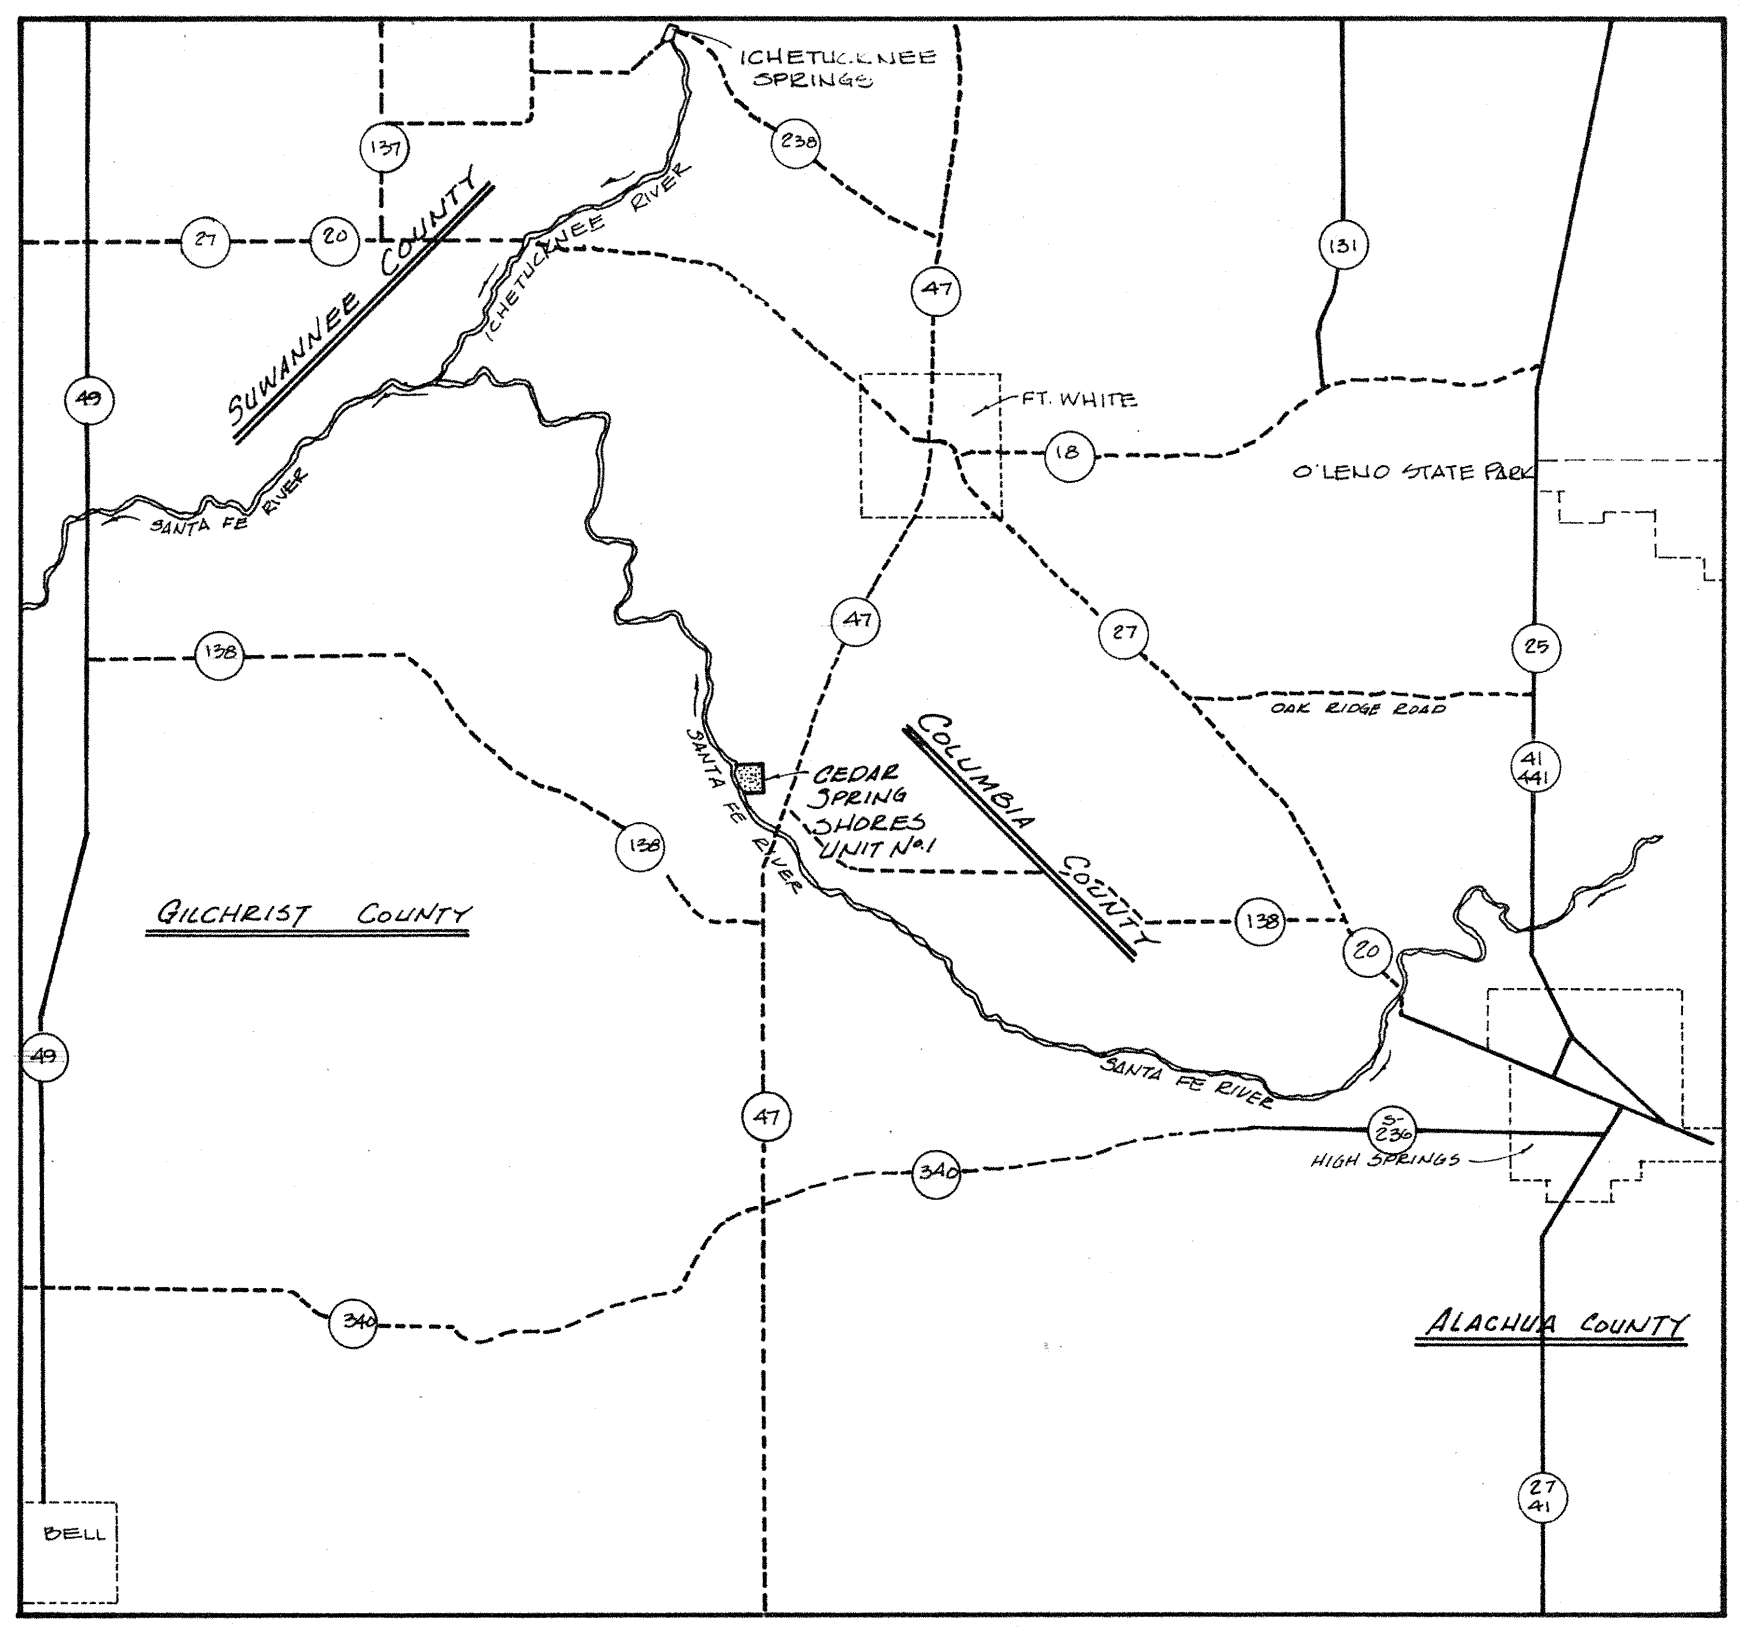 ICHETUCKNEE
SPRINGS
137
238
SUWANNEE COUNTY
ICHETUCKNEE RIVER
27
20
131
47
49
FT. WHITE
18
O'LENO STATE PARK
SANTA FE RIVER
47
27
25
138
OAK RIDGE ROAD
COLUMBIA COUNTY
SANTA FE RIVER
41
441
CEDAR
SPRING
SHORES
UNIT No. 1
138
GILCHRIST COUNTY
138
20
49
SANTA FE RIVER
47
S-
236
HIGH SPRINGS
340
340
ALACHUA COUNTY
27
41
BELL